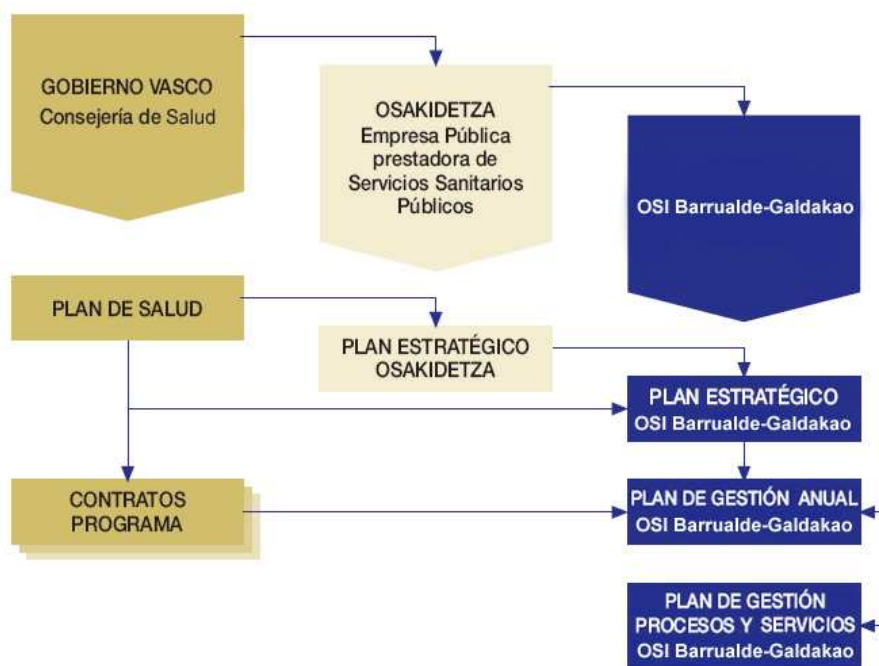 GOBIERNO VASCO
Consejería de Salud
OSAKIDETZA
Empresa Pública
prestadora de
Servicios Sanitarios
Públicos
OSI Barrualde-Galdakao
PLAN DE SALUD
PLAN ESTRATÉGICO
OSAKIDETZA
PLAN ESTRATÉGICO
OSI Barrualde-Galdakao
CONTRATOS
PROGRAMA
PLAN DE GESTIÓN ANUAL
OSI Barrualde-Galdakao
PLAN DE GESTIÓN
PROCESOS Y SERVICIOS
OSI Barrualde-Galdakao